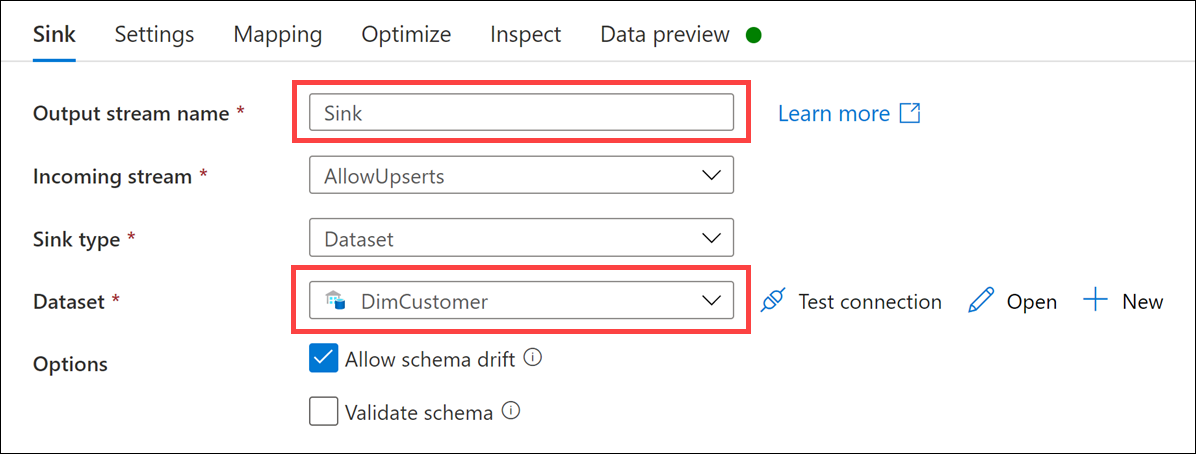 Sink Settings Mapping Optimize Inspect Data preview
Output stream name * Sink Learn more
Incoming stream * AllowUpserts
Sink type * Dataset
Dataset * DimCustomer Test connection Open New
Options Allow schema drift
Validate schema